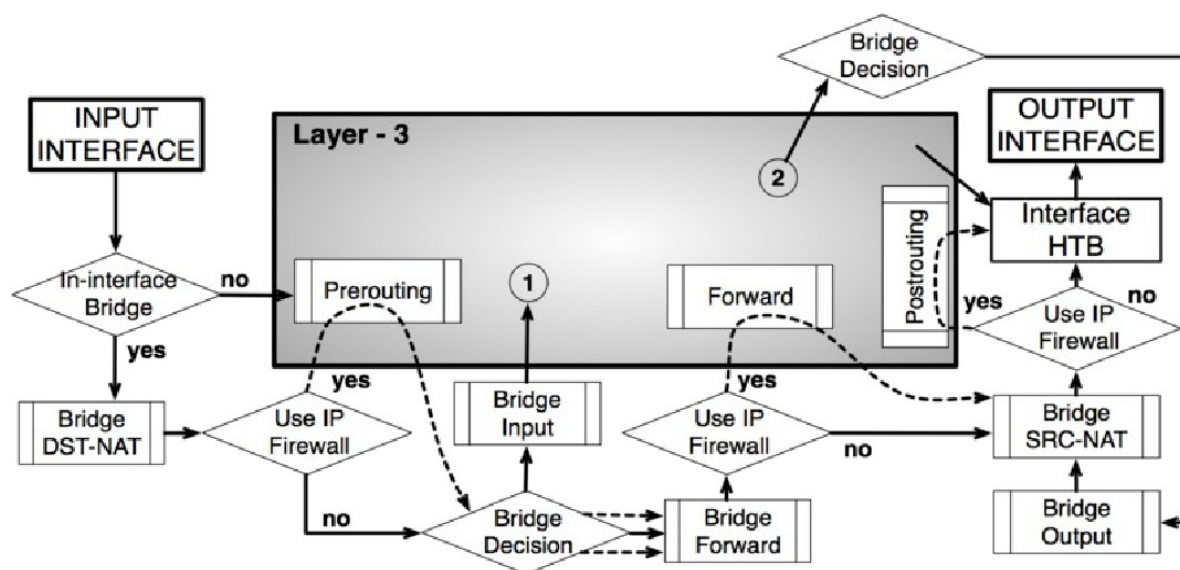 Bridge
Decision
INPUT
INTERFACE
Layer - 3
OUTPUT
INTERFACE
2
Interface
HTB
In-interface
Bridge
no
Prerouting
1
Forward
Postrouting
yes
no
Use IP
Firewall
yes
Bridge
DST-NAT
Use IP
Firewall
yes
Bridge
Input
Use IP
Firewall
yes
no
Bridge
SRC-NAT
no
Bridge
Decision
Bridge
Forward
Bridge
Output